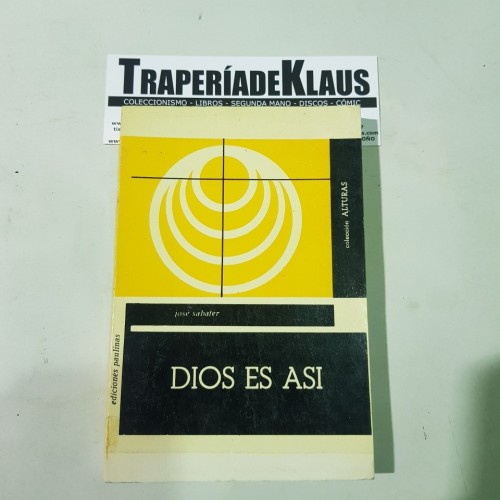 TRAPERÍADEKLAUS
COLECCIONISMO - LIBROS - SEGUNDA MANO - DISCOS - CÓMIC
colección ALTURAS
josé sabater
ediciones paulinas
DIOS ES ASI